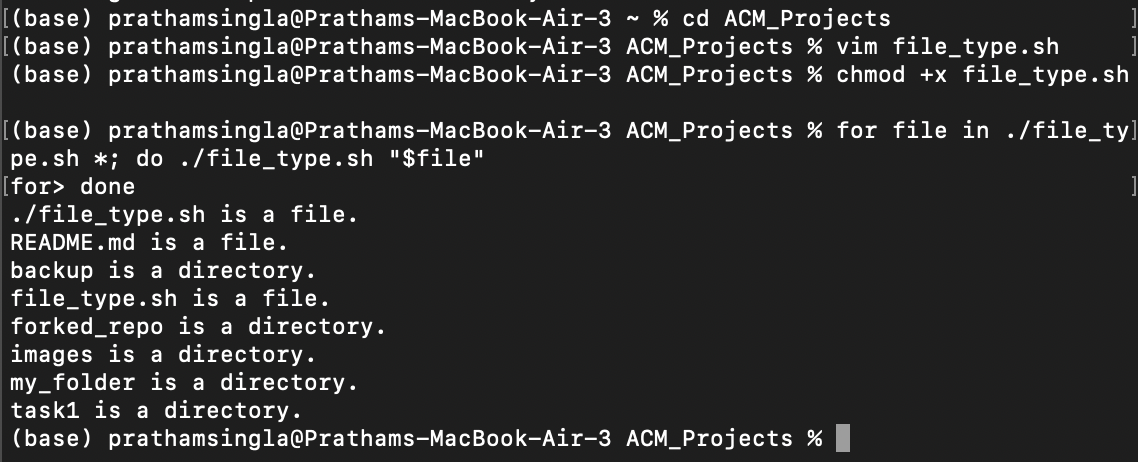 [(base) prathamsingla@Prathams-MacBook-Air-3 ~ % cd ACM_Projects ]
[(base) prathamsingla@Prathams-MacBook-Air-3 ACM_Projects % vim file_type.sh ]
(base) prathamsingla@Prathams-MacBook-Air-3 ACM_Projects % chmod +x file_type.sh
[(base) prathamsingla@Prathams-MacBook-Air-3 ACM_Projects % for file in ./file_ty]
pe.sh *; do ./file_type.sh "$file"
[for> done ]
./file_type.sh is a file.
README.md is a file.
backup is a directory.
file_type.sh is a file.
forked_repo is a directory.
images is a directory.
my_folder is a directory.
task1 is a directory.
(base) prathamsingla@Prathams-MacBook-Air-3 ACM_Projects %